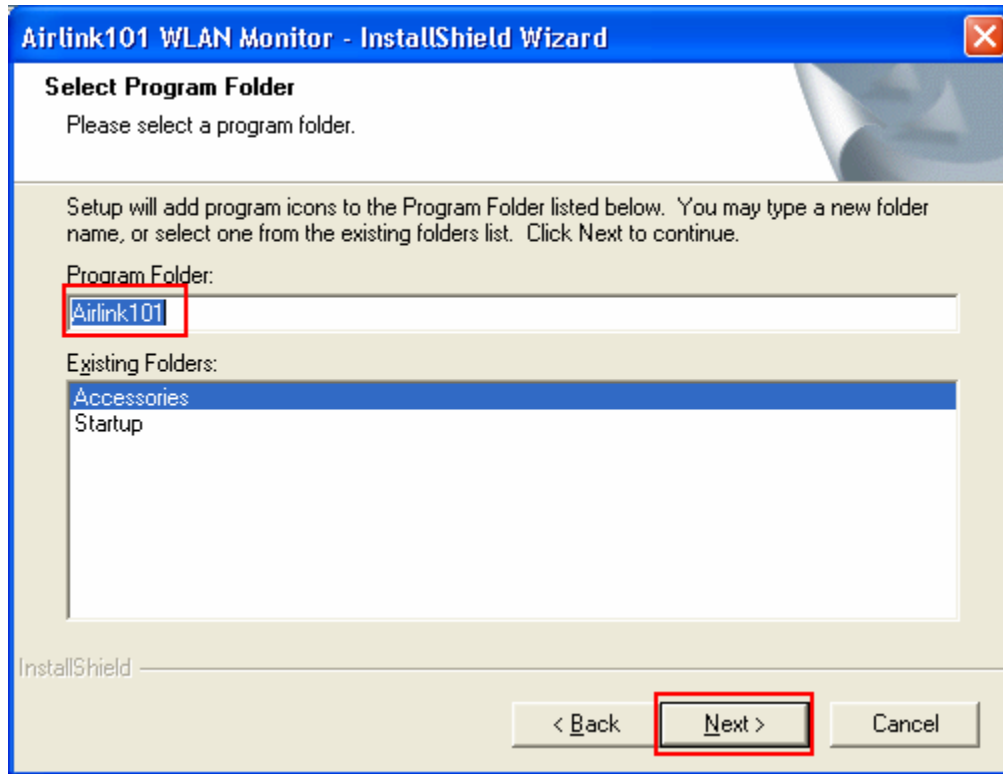 Airlink101 WLAN Monitor - InstallShield Wizard
Select Program Folder
Please select a program folder.
Setup will add program icons to the Program Folder listed below. You may type a new folder
name, or select one from the existing folders list. Click Next to continue.
Program Folder:
Airlink101
Existing Folders:
Accessories
Startup
InstallShield
< Back Next > Cancel